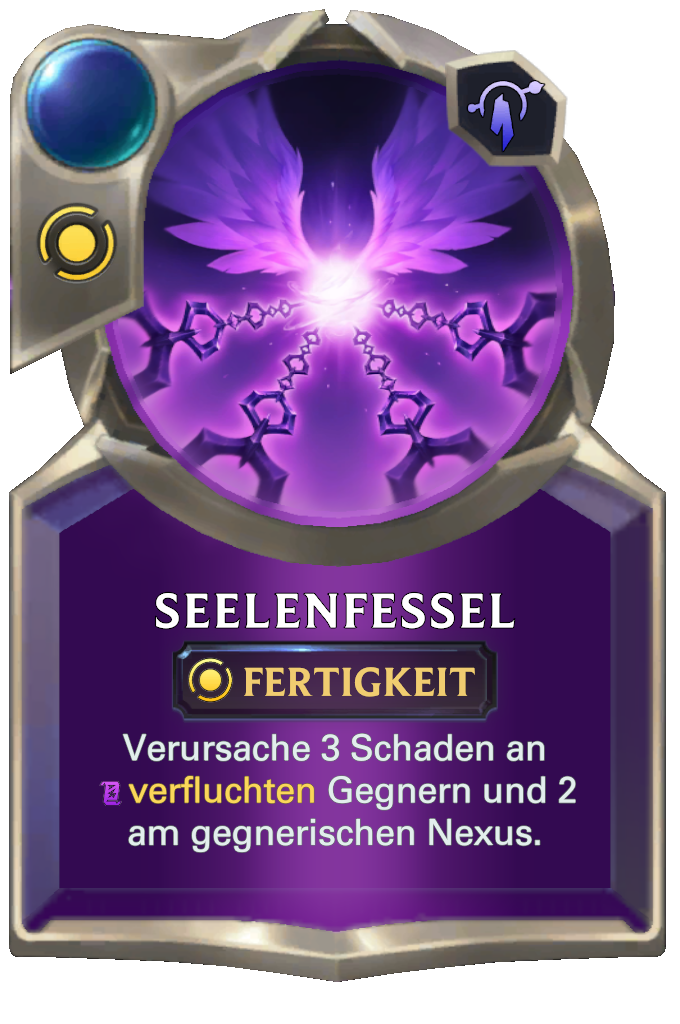 SEELENFESSEL
FERTIGKEIT
Verursache 3 Schaden an
verfluchten Gegnern und 2
am gegnerischen Nexus.